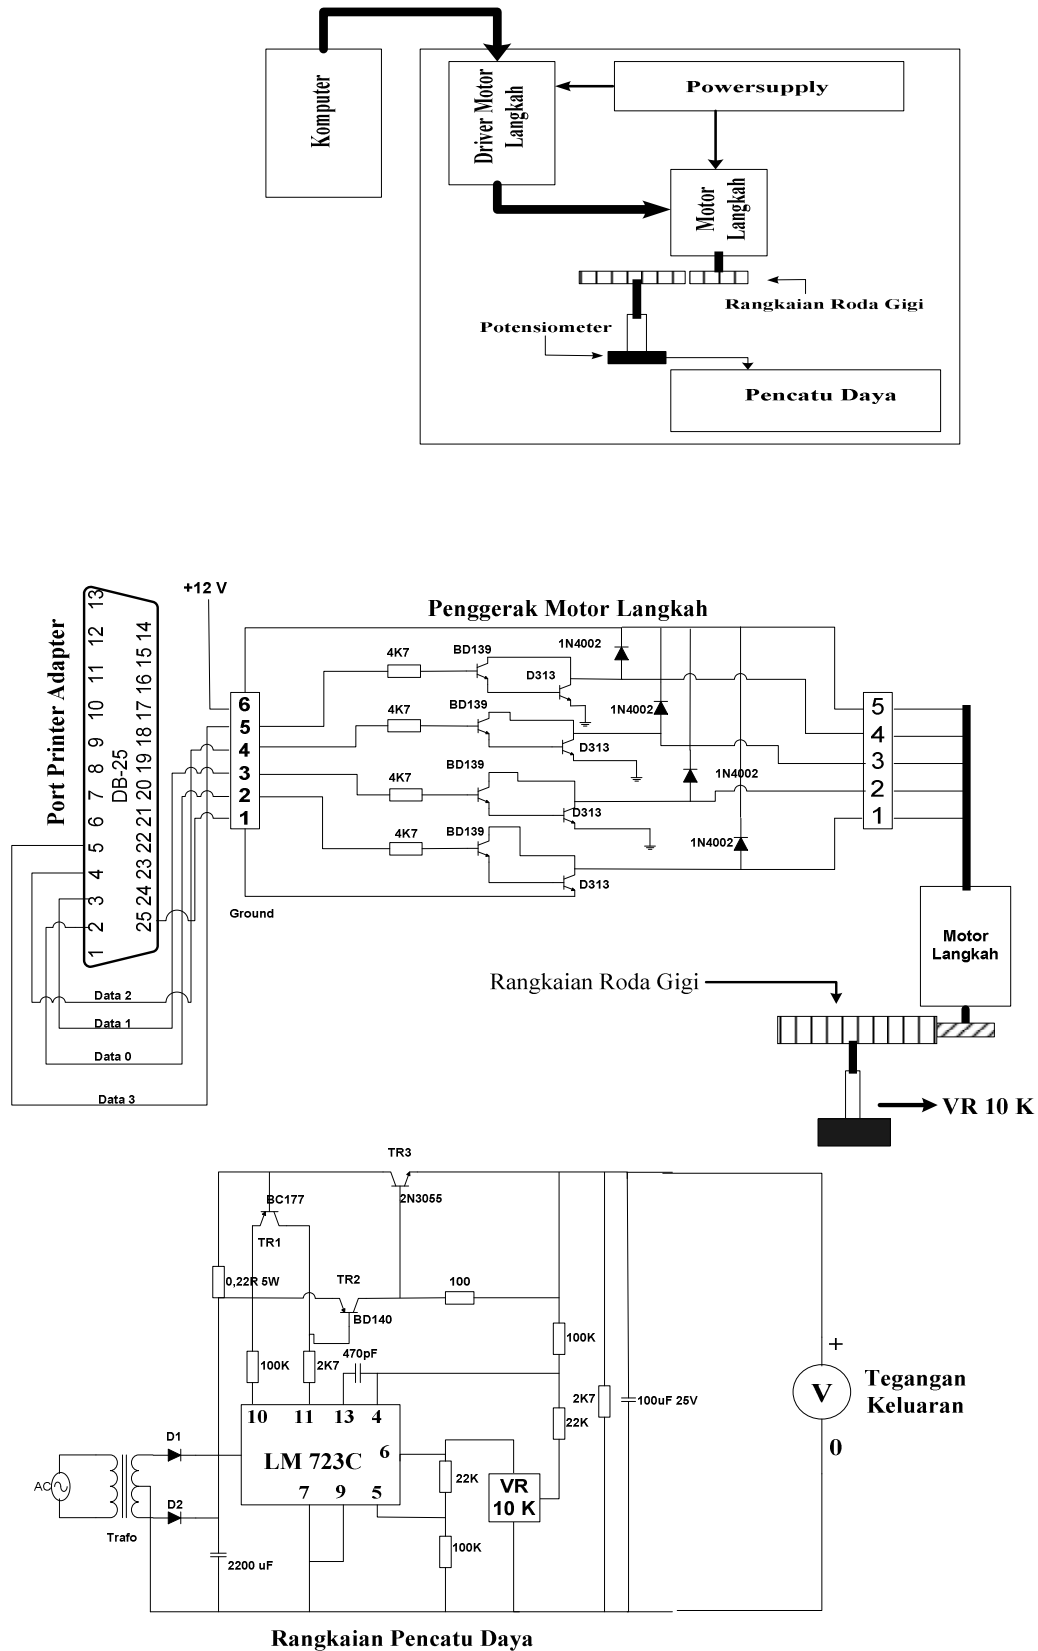 Komputer
Driver Motor
Langkah
Powersupply
Motor
Langkah
Rangkaian Roda Gigi
Potensiometer
Pencatu Daya
Port Printer Adapter
DB-25
13
12
11
10
9
8
7
6
5
4
3
2
1
14
15
16
17
18
19
20
21
22
23
24
25
+12 V
Penggerak Motor Langkah
6
5
4
3
2
1
Ground
4K7
BD139
D313
1N4002
4K7
BD139
D313
1N4002
4K7
BD139
D313
1N4002
4K7
BD139
D313
1N4002
5
4
3
2
1
Motor
Langkah
Data 2
Data 1
Data 0
Data 3
Rangkaian Roda Gigi
VR 10 K
TR3
2N3055
BC177
TR1
0,22R 5W
TR2
BD140
100
100K
2K7
470pF
100K
2K7
22K
100uF 25V
10
11
13
4
LM 723C
6
7
9
5
22K
VR
10 K
100K
D1
D2
AC
Trafo
2200 uF
+
V
0
Tegangan
Keluaran
Rangkaian Pencatu Daya